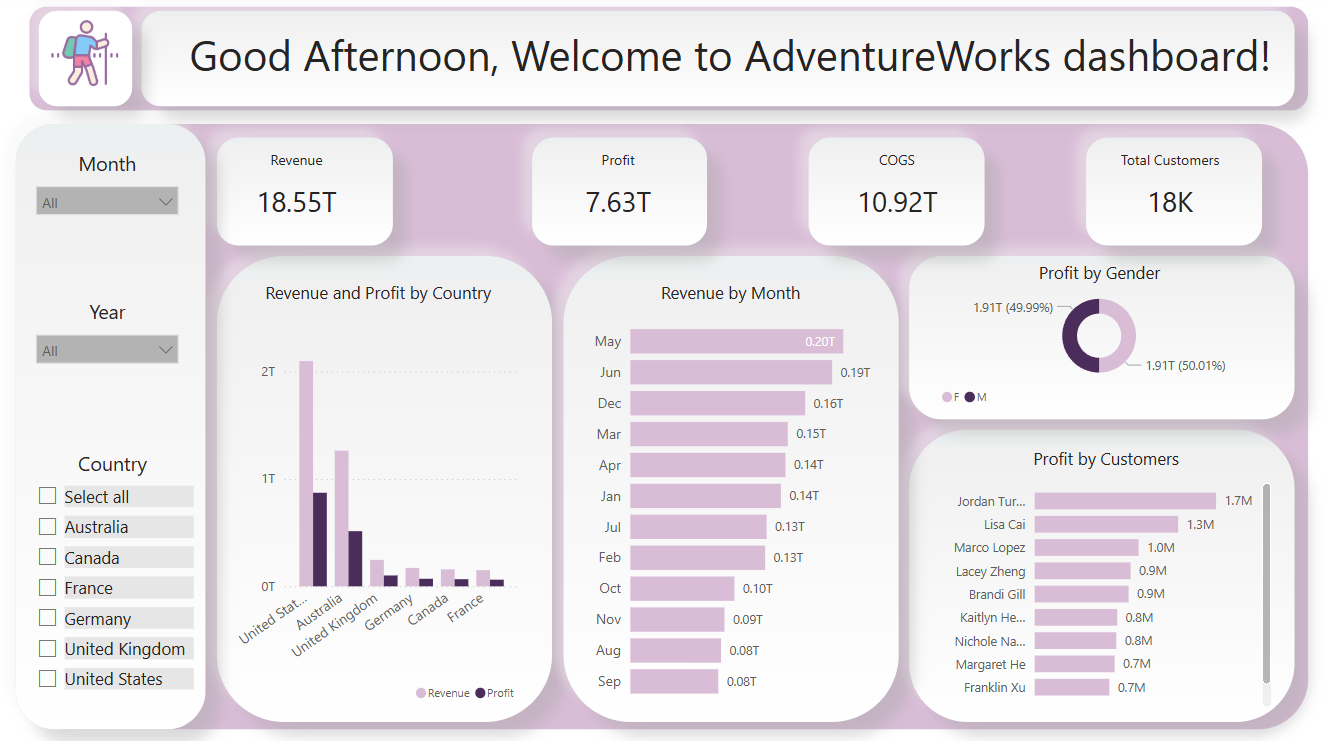 Good Afternoon, Welcome to AdventureWorks dashboard!
Month
All
Year
All
Country
Select all
Australia
Canada
France
Germany
United Kingdom
United States
Revenue
18.55T
Profit
7.63T
COGS
10.92T
Total Customers
18K
Revenue and Profit by Country
2T
1T
0T
United Stat...
Australia
United Kingdom
Germany
Canada
France
Revenue Profit
Revenue by Month
May 0.20T
Jun 0.19T
Dec 0.16T
Mar 0.15T
Apr 0.14T
Jan 0.14T
Jul 0.13T
Feb 0.13T
Oct 0.10T
Nov 0.09T
Aug 0.08T
Sep 0.08T
Profit by Gender
1.91T (49.99%)
1.91T (50.01%)
F M
Profit by Customers
Jordan Tur... 1.7M
Lisa Cai 1.3M
Marco Lopez 1.0M
Lacey Zheng 0.9M
Brandi Gill 0.9M
Kaitlyn He... 0.8M
Nichole Na... 0.8M
Margaret He 0.7M
Franklin Xu 0.7M